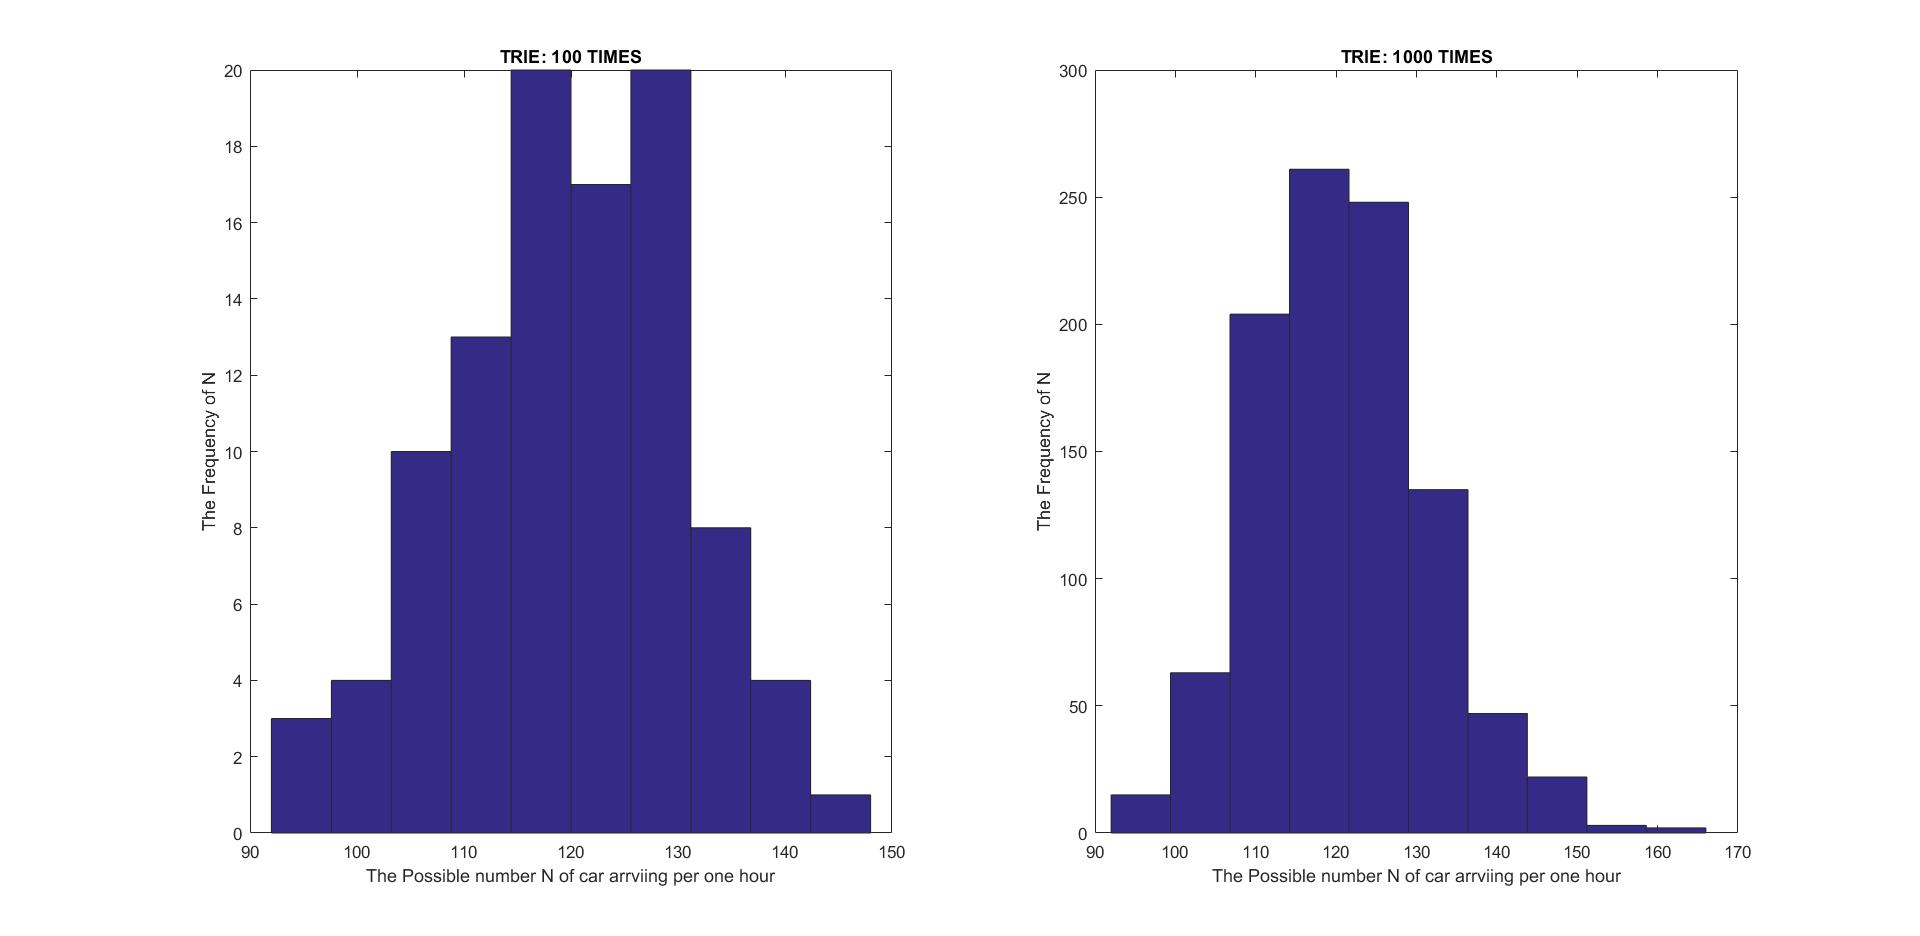 TRIE: 100 TIMES
20
18
16
14
12
10
8
6
4
2
0
The Frequency of N
90 100 110 120 130 140 150
The Possible number N of car arrviing per one hour
TRIE: 1000 TIMES
300
250
200
150
100
50
0
The Frequency of N
90 100 110 120 130 140 150 160 170
The Possible number N of car arrviing per one hour